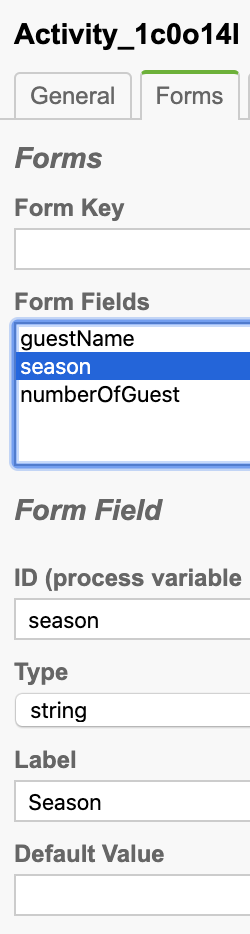 Activity_1c0o14l
General
Forms
Forms
Form Key
Form Fields
guestName
season
numberOfGuest
Form Field
ID (process variable
season
Type
string
Label
Season
Default Value